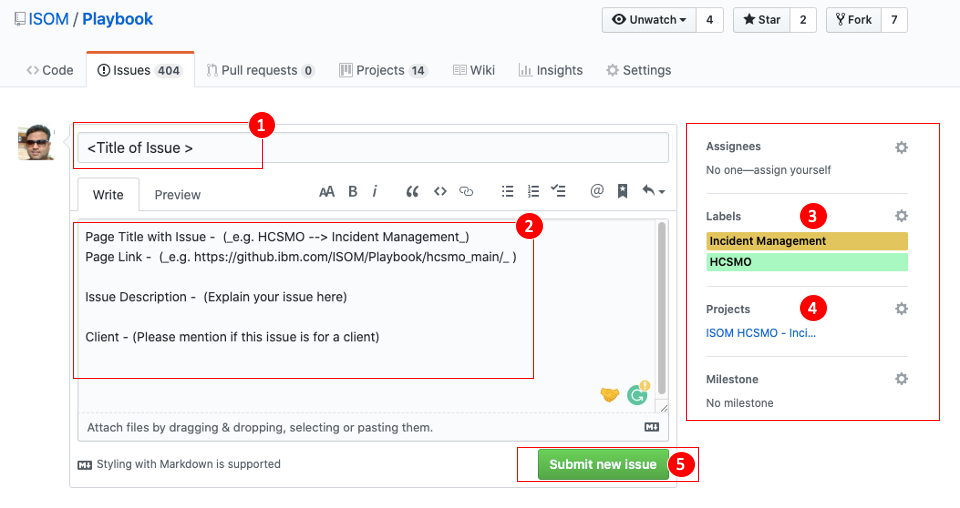 ISOM / Playbook
Unwatch 4 Star 2 Fork 7
Code Issues 404 Pull requests 0 Projects 14 Wiki Insights Settings
1
<Title of Issue >
Write Preview AA B i
2
Page Title with Issue - (_e.g. HCSMO --> Incident Management_)
Page Link - (_e.g. https://github.ibm.com/ISOM/Playbook/hcsmo_main/_ )
Issue Description - (Explain your issue here)
Client - (Please mention if this issue is for a client)
Attach files by dragging & dropping, selecting or pasting them.
Styling with Markdown is supported
Submit new issue 5
Assignees
No one—assign yourself
Labels 3
Incident Management
HCSMO
Projects 4
ISOM HCSMO - Inci...
Milestone
No milestone